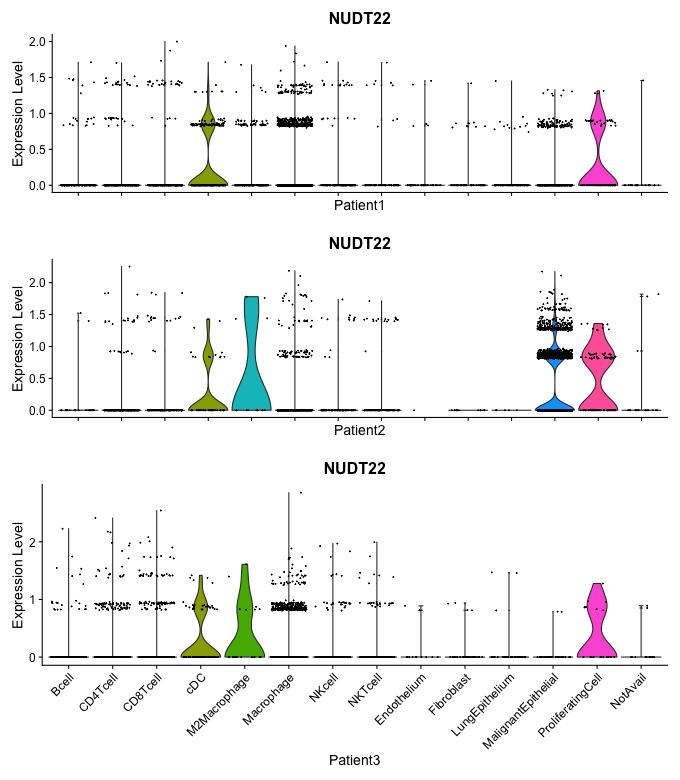 NUDT22
Expression Level
2.0
1.5
1.0
0.5
0.0
Patient1
NUDT22
Expression Level
2.0
1.5
1.0
0.5
0.0
Patient2
NUDT22
Expression Level
2
1
0
Bcell
CD4Tcell
CD8Tcell
cDC
M2Macrophage
Macrophage
NKcell
NKTcell
Endothelium
Fibroblast
LungEpithelium
MalignantEpithelial
ProliferatingCell
NotAvail
Patient3